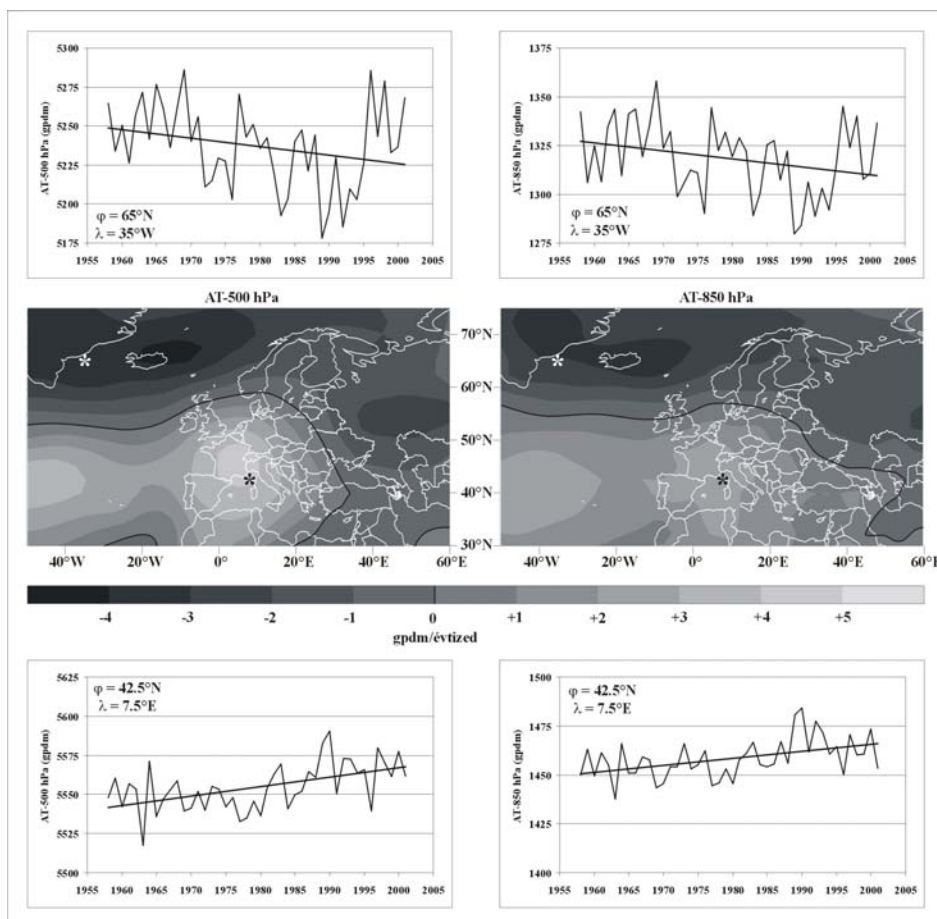 5300
5275
5250
5225
5200
5175
AT-500 hPa (gpdm)
φ = 65°N
λ = 35°W
1955 1960 1965 1970 1975 1980 1985 1990 1995 2000 2005
1375
1350
1325
1300
1275
AT-850 hPa (gpdm)
φ = 65°N
λ = 35°W
1955 1960 1965 1970 1975 1980 1985 1990 1995 2000 2005
AT-500 hPa
AT-850 hPa
70°N
60°N
50°N
40°N
30°N
40°W 20°W 0° 20°E 40°E 60°E
40°W 20°W 0° 20°E 40°E 60°E
-4 -3 -2 -1 0 +1 +2 +3 +4 +5
gpdm/évtized
5625
5600
5575
5550
5525
5500
AT-500 hPa (gpdm)
φ = 42.5°N
λ = 7.5°E
1955 1960 1965 1970 1975 1980 1985 1990 1995 2000 2005
1500
1475
1450
1425
1400
AT-850 hPa (gpdm)
φ = 42.5°N
λ = 7.5°E
1955 1960 1965 1970 1975 1980 1985 1990 1995 2000 2005